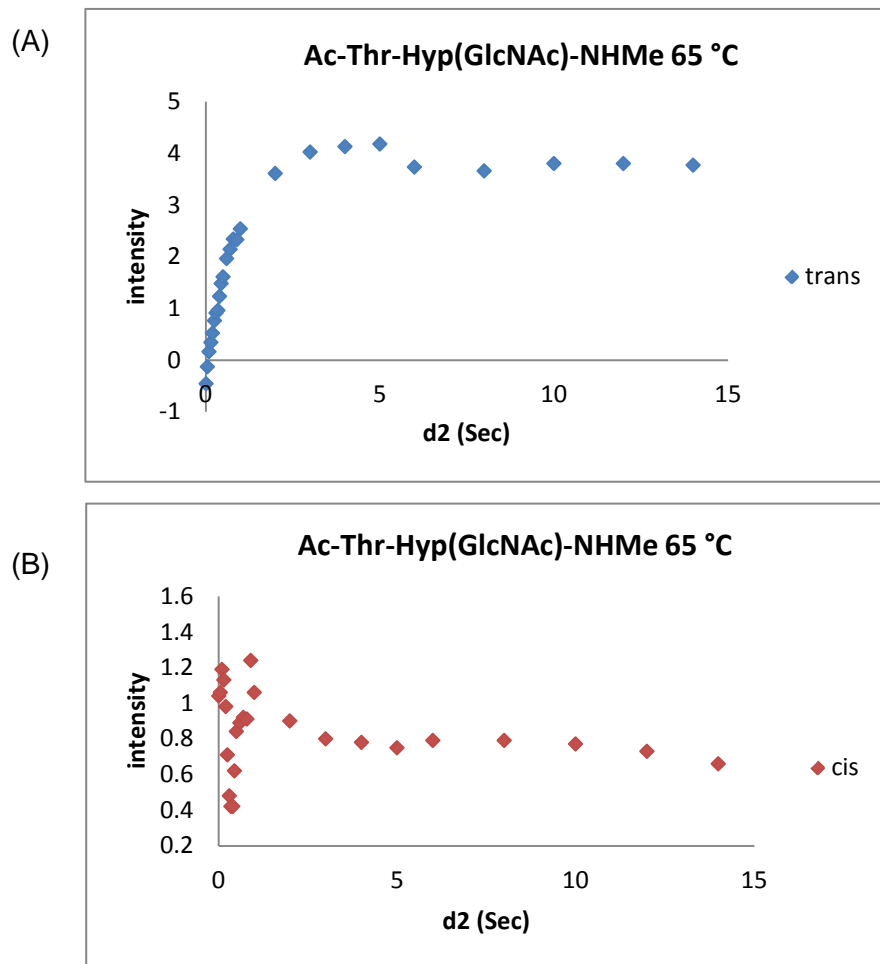 (A)
Ac-Thr-Hyp(GlcNAc)-NHMe 65 °C
5
4
3
2
1
0
-1
0 5 10 15
intensity
d2 (Sec)
trans
(B)
Ac-Thr-Hyp(GlcNAc)-NHMe 65 °C
1.6
1.4
1.2
1
0.8
0.6
0.4
0.2
0 5 10 15
intensity
d2 (Sec)
cis